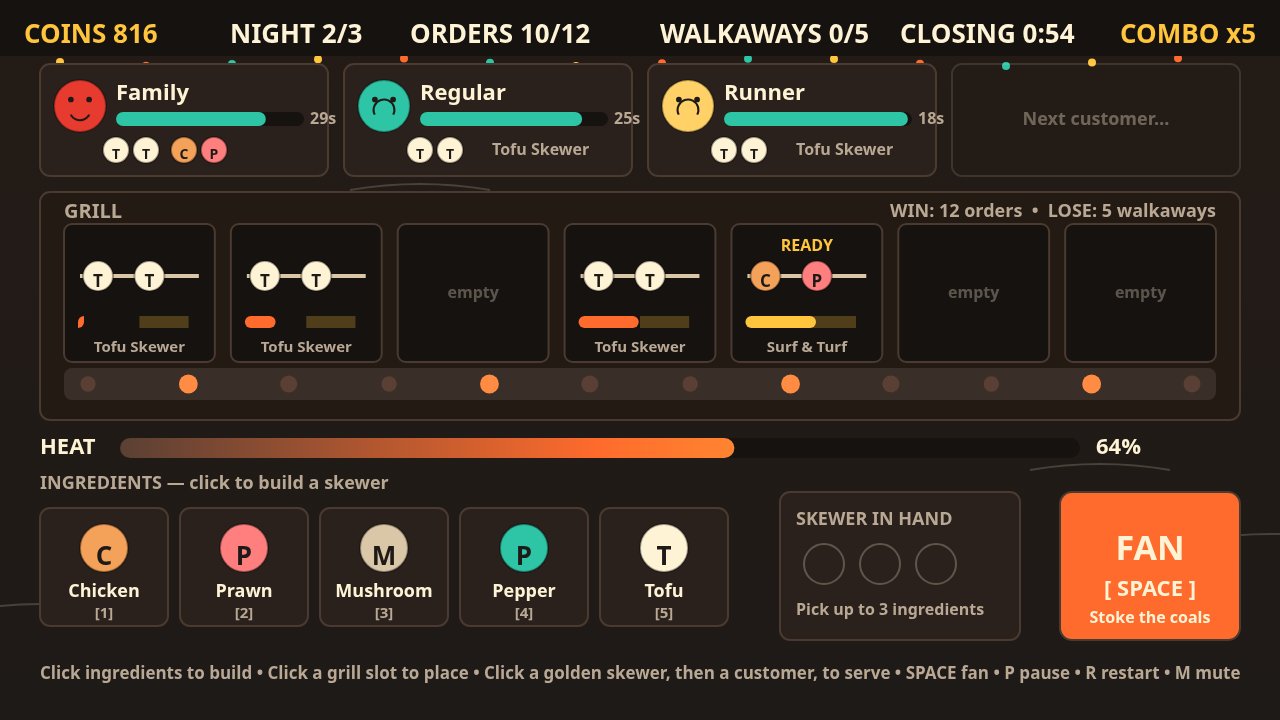 COINS 816 NIGHT 2/3 ORDERS 10/12 WALKAWAYS 0/5 CLOSING 0:54 COMBO x5
Family
29s
T T C P
Regular
25s
T T Tofu Skewer
Runner
18s
T T Tofu Skewer
Next customer...
GRILL WIN: 12 orders • LOSE: 5 walkaways
T T
Tofu Skewer
T T
Tofu Skewer
empty
T T
Tofu Skewer
READY
C P
Surf & Turf
empty
empty
HEAT 64%
INGREDIENTS — click to build a skewer
C
Chicken
[1]
P
Prawn
[2]
M
Mushroom
[3]
P
Pepper
[4]
T
Tofu
[5]
SKEWER IN HAND
Pick up to 3 ingredients
FAN
[ SPACE ]
Stoke the coals
Click ingredients to build • Click a grill slot to place • Click a golden skewer, then a customer, to serve • SPACE fan • P pause • R restart • M mute